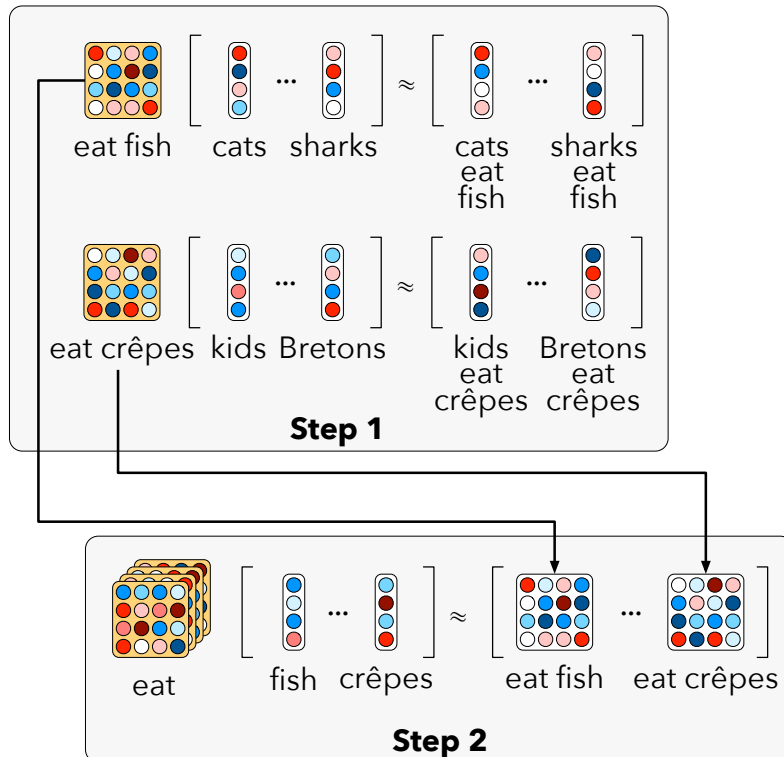 ... ≈ ...
eat fish cats sharks cats eat fish sharks eat fish
... ≈ ...
eat crêpes kids Bretons kids eat crêpes Bretons eat crêpes
Step 1
... ≈ ...
eat fish crêpes eat fish eat crêpes
Step 2